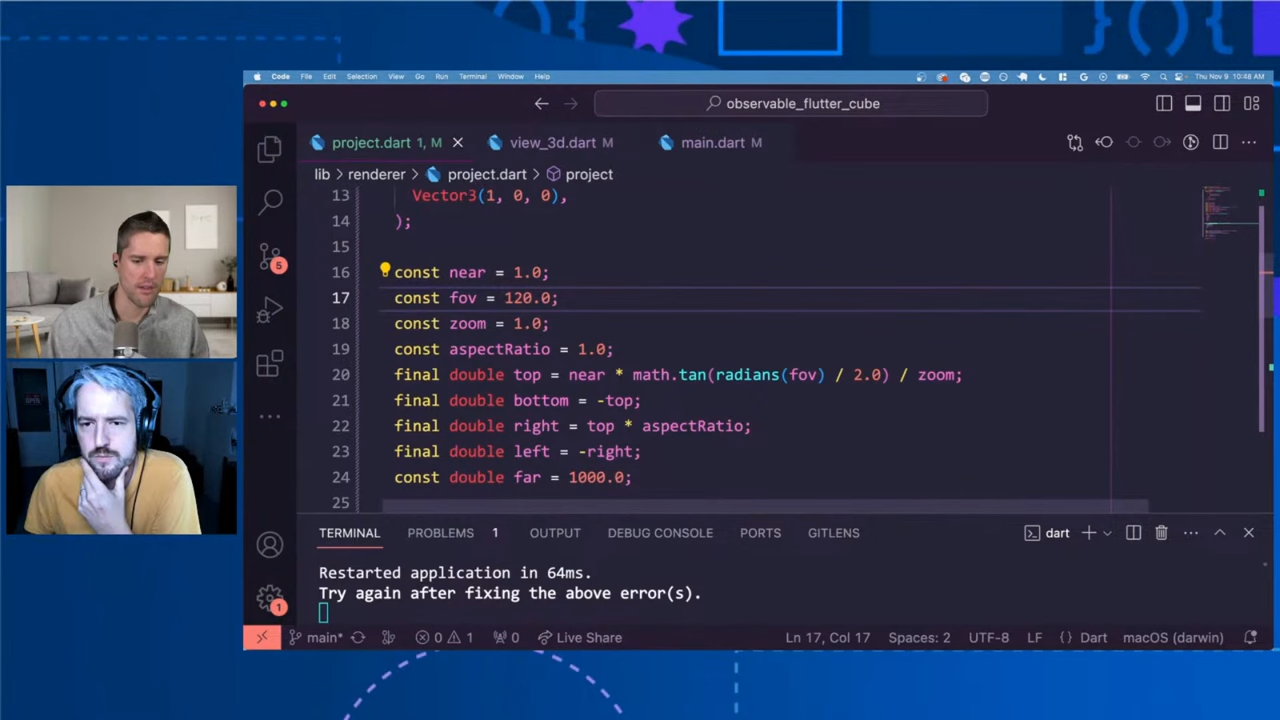 Code File Edit Selection View Go Run Terminal Window Help Thu Nov 9 10:48 AM
observable_flutter_cube
project.dart 1, M view_3d.dart M main.dart M
lib > renderer > project.dart > project
13 Vector3(1, 0, 0),
14 );
15
16 const near = 1.0;
17 const fov = 120.0;
18 const zoom = 1.0;
19 const aspectRatio = 1.0;
20 final double top = near * math.tan(radians(fov) / 2.0) / zoom;
21 final double bottom = -top;
22 final double right = top * aspectRatio;
23 final double left = -right;
24 const double far = 1000.0;
25
5
1
TERMINAL PROBLEMS 1 OUTPUT DEBUG CONSOLE PORTS GITLENS dart
Restarted application in 64ms.
Try again after fixing the above error(s).
main* 0 1 0 Live Share Ln 17, Col 17 Spaces: 2 UTF-8 LF {} Dart macOS (darwin)